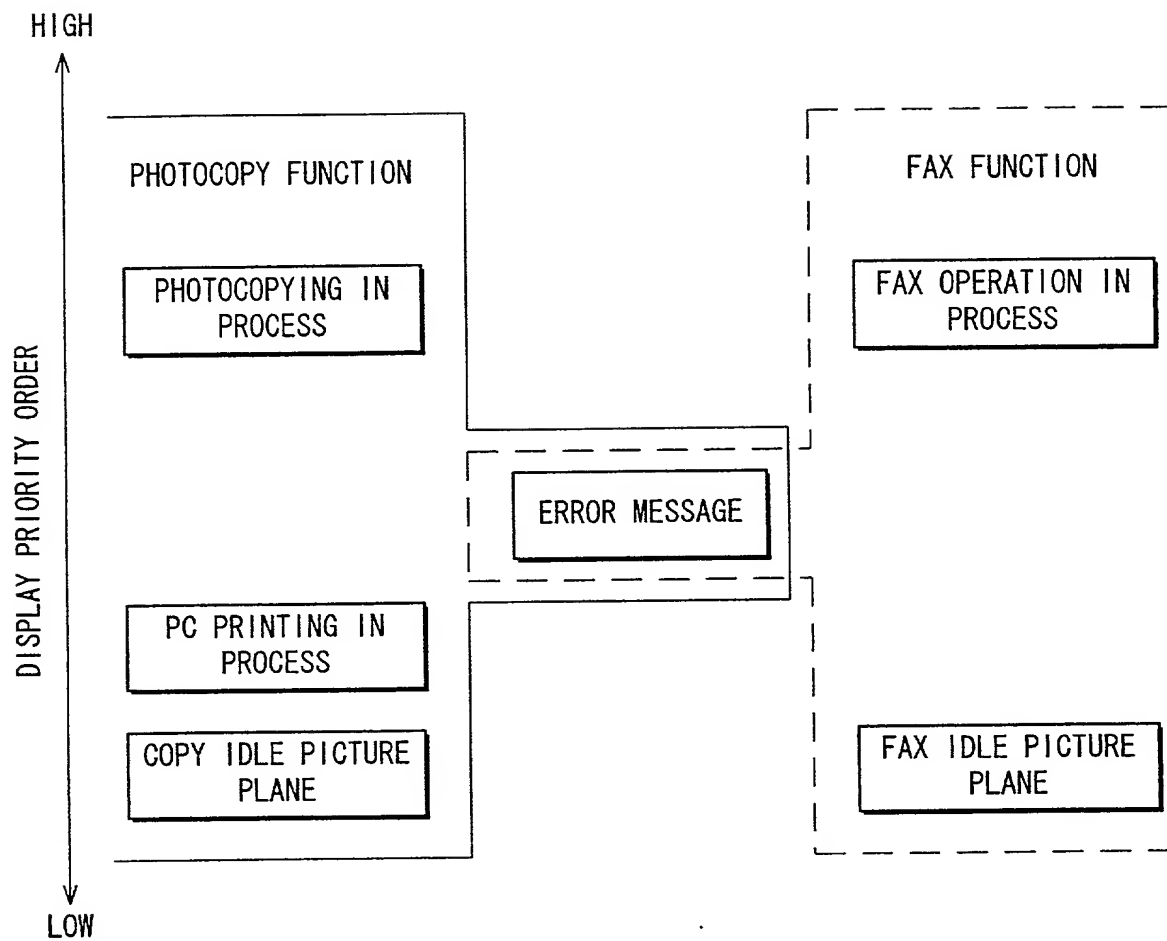 HIGH
DISPLAY PRIORITY ORDER
LOW
PHOTOCOPY FUNCTION
PHOTOCOPYING IN
PROCESS
PC PRINTING IN
PROCESS
COPY IDLE PICTURE
PLANE
ERROR MESSAGE
FAX FUNCTION
FAX OPERATION IN
PROCESS
FAX IDLE PICTURE
PLANE